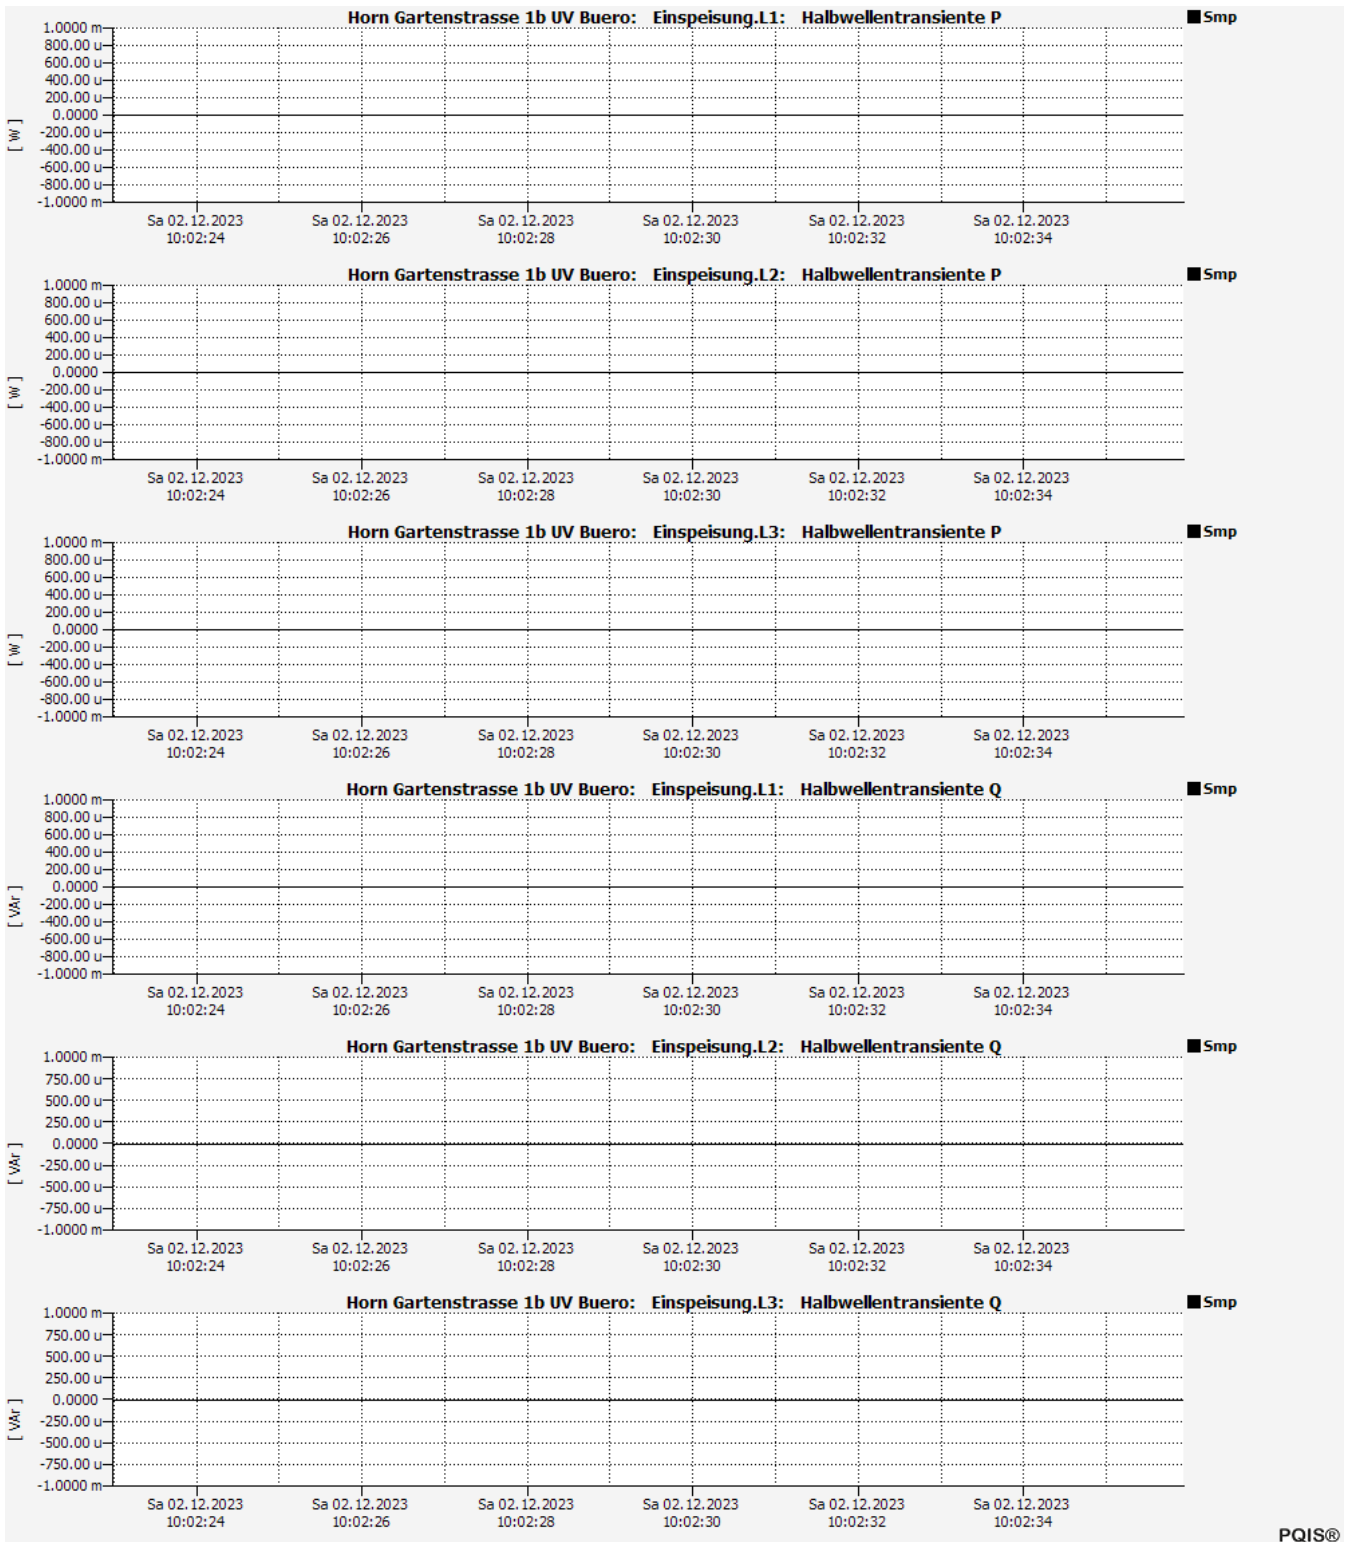 Horn Gartenstrasse 1b UV Buero: Einspeisung.L1: Halbwellentransiente P
Smp
1.0000 m
800.00 u
600.00 u
400.00 u
200.00 u
0.0000
-200.00 u
-400.00 u
-600.00 u
-800.00 u
-1.0000 m
[ W ]
Sa 02.12.2023 Sa 02.12.2023 Sa 02.12.2023 Sa 02.12.2023 Sa 02.12.2023 Sa 02.12.2023
10:02:24 10:02:26 10:02:28 10:02:30 10:02:32 10:02:34
Horn Gartenstrasse 1b UV Buero: Einspeisung.L2: Halbwellentransiente P
Smp
1.0000 m
800.00 u
600.00 u
400.00 u
200.00 u
0.0000
-200.00 u
-400.00 u
-600.00 u
-800.00 u
-1.0000 m
[ W ]
Sa 02.12.2023 Sa 02.12.2023 Sa 02.12.2023 Sa 02.12.2023 Sa 02.12.2023 Sa 02.12.2023
10:02:24 10:02:26 10:02:28 10:02:30 10:02:32 10:02:34
Horn Gartenstrasse 1b UV Buero: Einspeisung.L3: Halbwellentransiente P
Smp
1.0000 m
800.00 u
600.00 u
400.00 u
200.00 u
0.0000
-200.00 u
-400.00 u
-600.00 u
-800.00 u
-1.0000 m
[ W ]
Sa 02.12.2023 Sa 02.12.2023 Sa 02.12.2023 Sa 02.12.2023 Sa 02.12.2023 Sa 02.12.2023
10:02:24 10:02:26 10:02:28 10:02:30 10:02:32 10:02:34
Horn Gartenstrasse 1b UV Buero: Einspeisung.L1: Halbwellentransiente Q
Smp
1.0000 m
800.00 u
600.00 u
400.00 u
200.00 u
0.0000
-200.00 u
-400.00 u
-600.00 u
-800.00 u
-1.0000 m
[ VAr ]
Sa 02.12.2023 Sa 02.12.2023 Sa 02.12.2023 Sa 02.12.2023 Sa 02.12.2023 Sa 02.12.2023
10:02:24 10:02:26 10:02:28 10:02:30 10:02:32 10:02:34
Horn Gartenstrasse 1b UV Buero: Einspeisung.L2: Halbwellentransiente Q
Smp
1.0000 m
750.00 u
500.00 u
250.00 u
0.0000
-250.00 u
-500.00 u
-750.00 u
-1.0000 m
[ VAr ]
Sa 02.12.2023 Sa 02.12.2023 Sa 02.12.2023 Sa 02.12.2023 Sa 02.12.2023 Sa 02.12.2023
10:02:24 10:02:26 10:02:28 10:02:30 10:02:32 10:02:34
Horn Gartenstrasse 1b UV Buero: Einspeisung.L3: Halbwellentransiente Q
Smp
1.0000 m
750.00 u
500.00 u
250.00 u
0.0000
-250.00 u
-500.00 u
-750.00 u
-1.0000 m
[ VAr ]
Sa 02.12.2023 Sa 02.12.2023 Sa 02.12.2023 Sa 02.12.2023 Sa 02.12.2023 Sa 02.12.2023
10:02:24 10:02:26 10:02:28 10:02:30 10:02:32 10:02:34
PQIS®